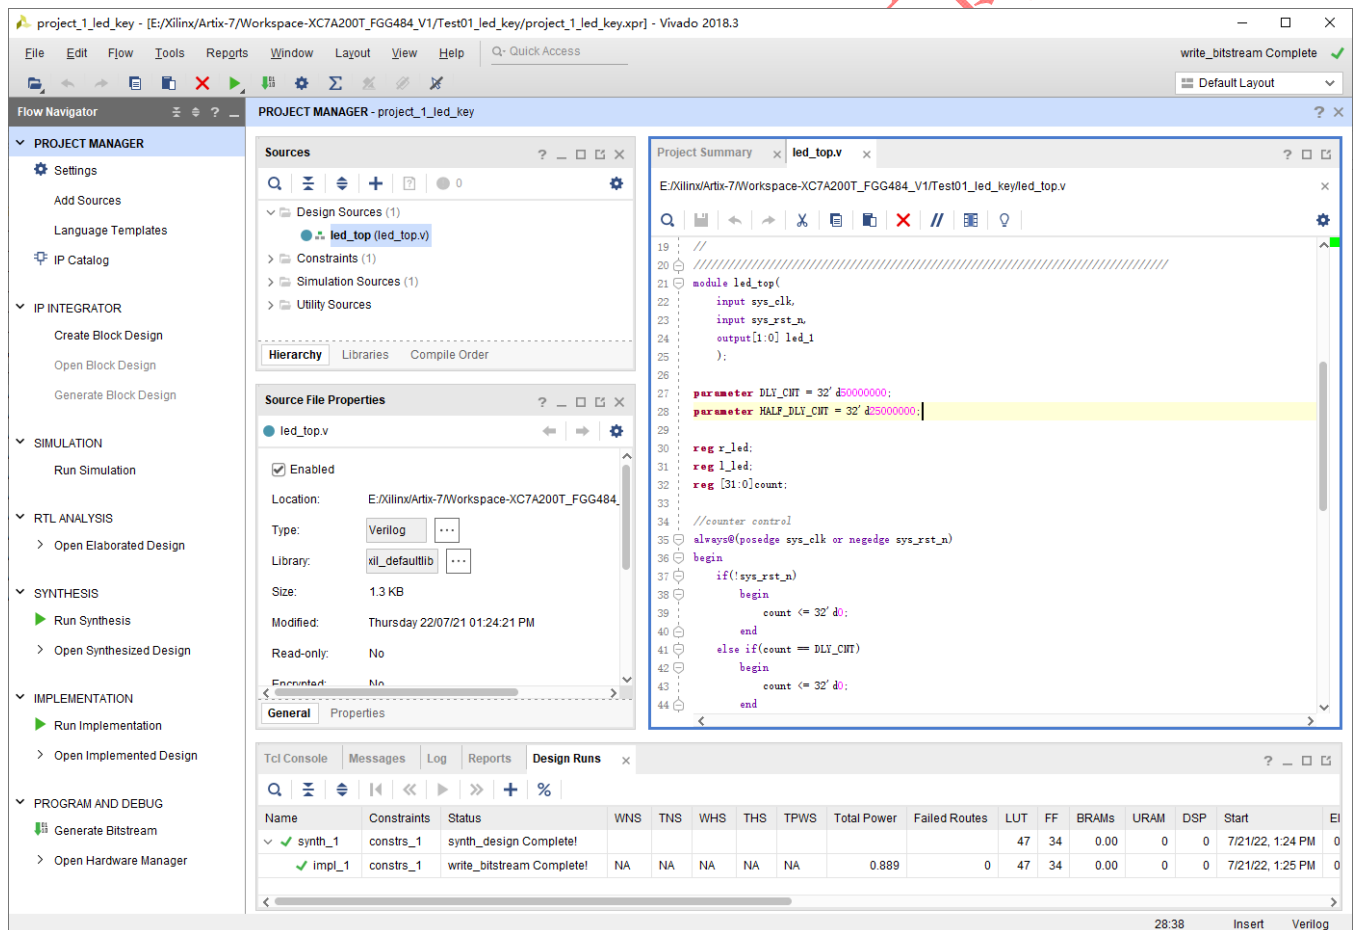 project_1_led_key - [E:/Xilinx/Artix-7/Workspace-XC7A200T_FGG484_V1/Test01_led_key/project_1_led_key.xpr] - Vivado 2018.3
File Edit Flow Tools Reports Window Layout View Help Quick Access write_bitstream Complete
Default Layout
Flow Navigator
PROJECT MANAGER - project_1_led_key
PROJECT MANAGER
Settings
Add Sources
Language Templates
IP Catalog
IP INTEGRATOR
Create Block Design
Open Block Design
Generate Block Design
SIMULATION
Run Simulation
RTL ANALYSIS
Open Elaborated Design
SYNTHESIS
Run Synthesis
Open Synthesized Design
IMPLEMENTATION
Run Implementation
Open Implemented Design
PROGRAM AND DEBUG
Generate Bitstream
Open Hardware Manager
Sources
0
Design Sources (1)
led_top (led_top.v)
Constraints (1)
Simulation Sources (1)
Utility Sources
Hierarchy Libraries Compile Order
Source File Properties
led_top.v
Enabled
Location: E:/Xilinx/Artix-7/Workspace-XC7A200T_FGG484_
Type: Verilog
Library: xil_defaultlib
Size: 1.3 KB
Modified: Thursday 22/07/21 01:24:21 PM
Read-only: No
Encrypted: No
General Properties
Project Summary led_top.v
E:/Xilinx/Artix-7/Workspace-XC7A200T_FGG484_V1/Test01_led_key/led_top.v
19 //
20 ////////////////////////////////////////////////////////////////////////////////
21 module led_top(
22 input sys_clk,
23 input sys_rst_n,
24 output[1:0] led_1
25 );
26
27 parameter DLY_CNT = 32'd50000000;
28 parameter HALF_DLY_CNT = 32'd25000000;
29
30 reg r_led;
31 reg l_led;
32 reg [31:0]count;
33
34 //counter control
35 always@(posedge sys_clk or negedge sys_rst_n)
36 begin
37 if(!sys_rst_n)
38 begin
39 count <= 32'd0;
40 end
41 else if(count == DLY_CNT)
42 begin
43 count <= 32'd0;
44 end
Tcl Console Messages Log Reports Design Runs
Name Constraints Status WNS TNS WHS THS TPWS Total Power Failed Routes LUT FF BRAMs URAM DSP Start El
synth_1 constrs_1 synth_design Complete! 47 34 0.00 0 0 7/21/22, 1:24 PM 0
impl_1 constrs_1 write_bitstream Complete! NA NA NA NA NA 0.889 0 47 34 0.00 0 0 7/21/22, 1:25 PM 0
28:38 Insert Verilog